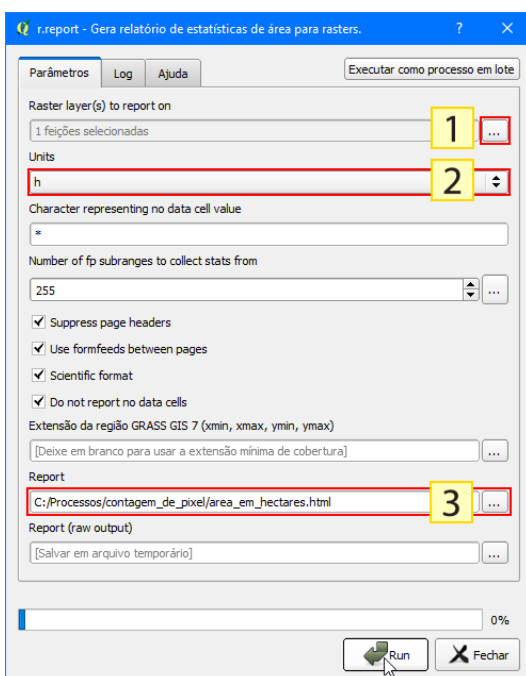 r.report - Gera relatório de estatísticas de área para rasters. ? ×
Parâmetros Log Ajuda Executar como processo em lote
Raster layer(s) to report on
1 feições selecionadas 1 ...
Units
h 2
Character representing no data cell value
*
Number of fp subranges to collect stats from
255 ...
Suppress page headers
Use formfeeds between pages
Scientific format
Do not report no data cells
Extensão da região GRASS GIS 7 (xmin, xmax, ymin, ymax)
[Deixe em branco para usar a extensão mínima de cobertura] ...
Report
C:/Processos/contagem_de_pixel/area_em_hectares.html 3 ...
Report (raw output)
[Salvar em arquivo temporário] ...
0%
Run Fechar